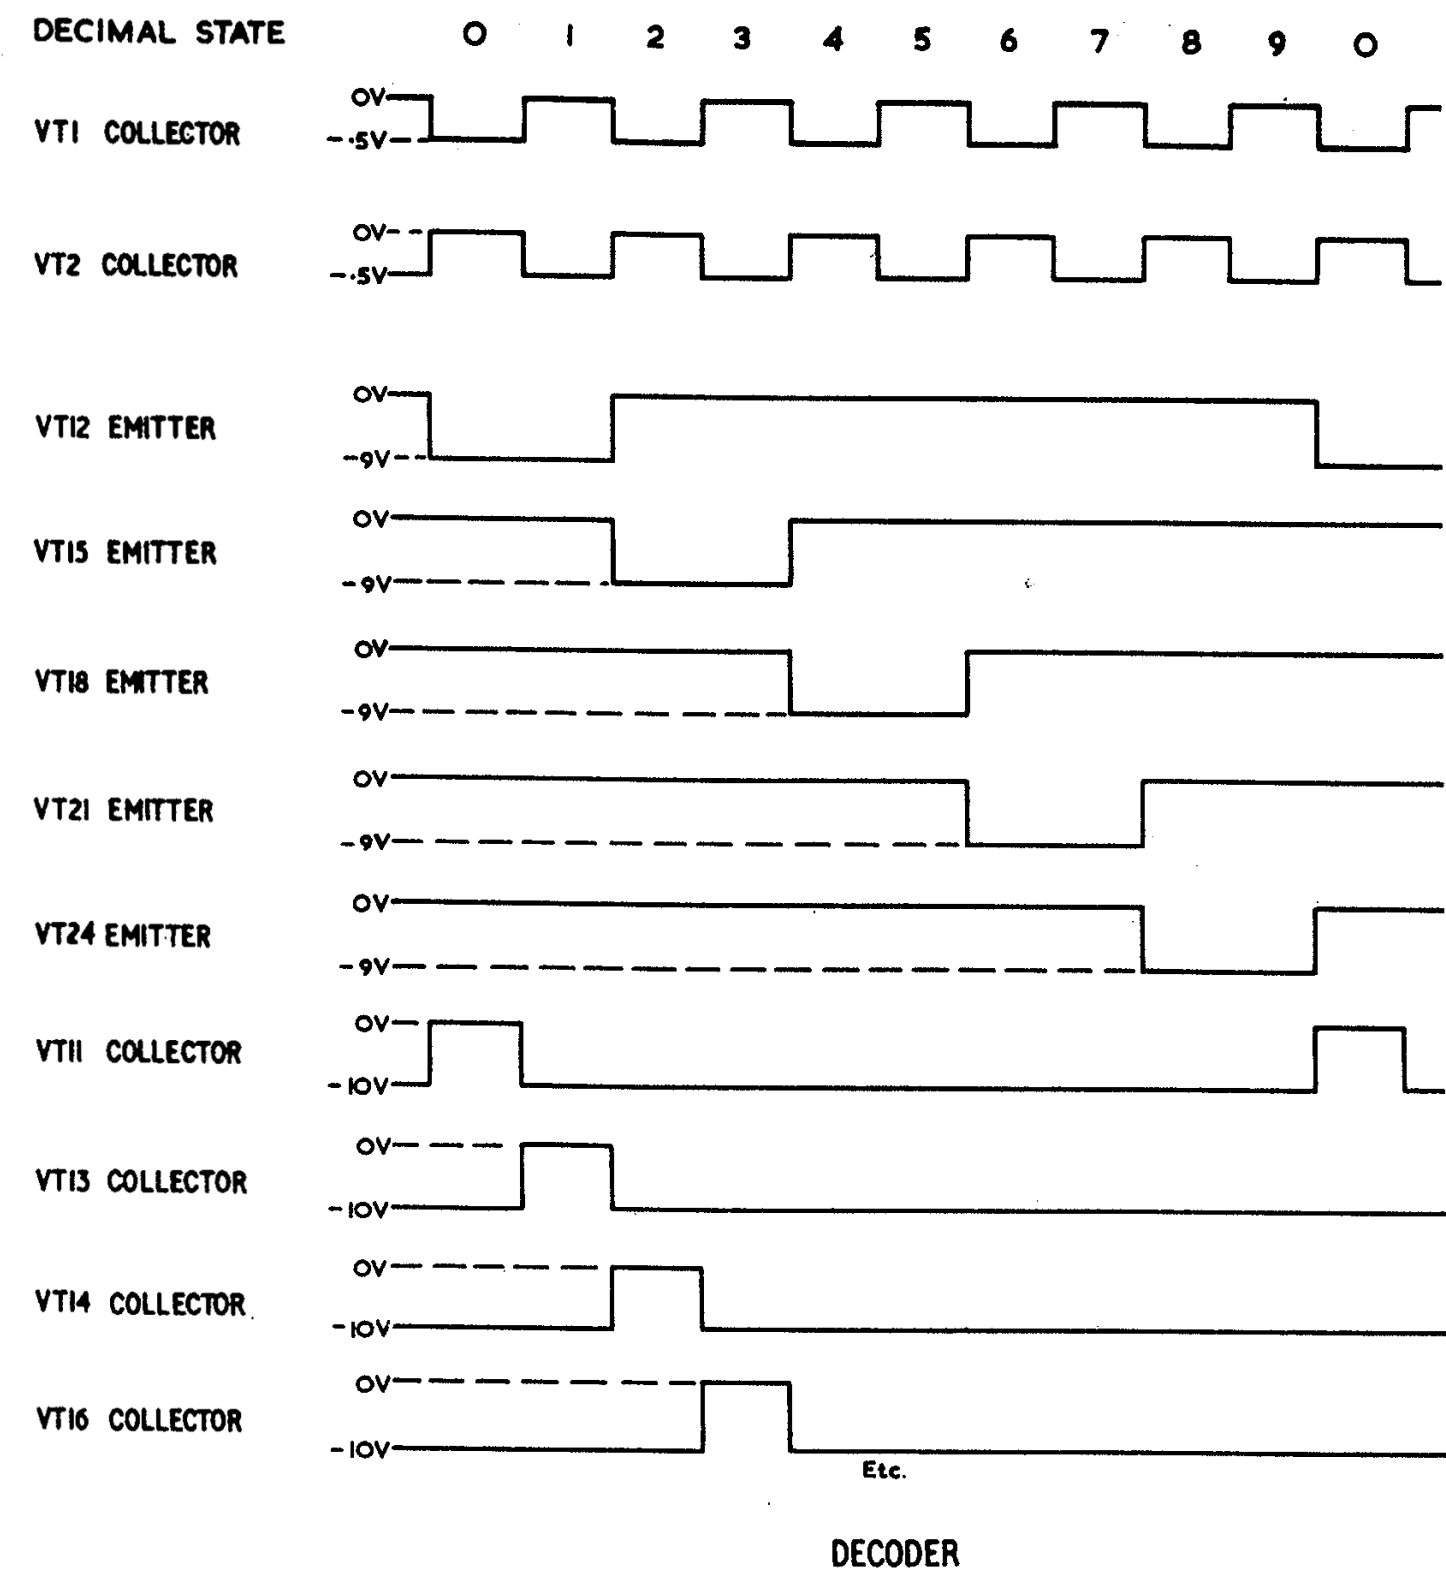 DECIMAL STATE 0 1 2 3 4 5 6 7 8 9 0
0V
VT1 COLLECTOR
-.5V
0V
VT2 COLLECTOR
-.5V
0V
VT12 EMITTER
-9V
0V
VT15 EMITTER
-9V
0V
VT18 EMITTER
-9V
0V
VT21 EMITTER
-9V
0V
VT24 EMITTER
-9V
0V
VT11 COLLECTOR
-10V
0V
VT13 COLLECTOR
-10V
0V
VT14 COLLECTOR
-10V
0V
VT16 COLLECTOR
-10V
Etc.
DECODER